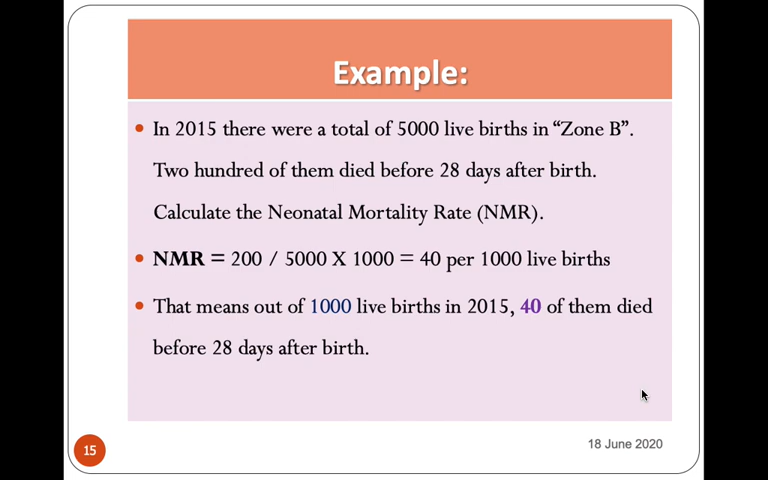 Example:
• In 2015 there were a total of 5000 live births in “Zone B”.
Two hundred of them died before 28 days after birth.
Calculate the Neonatal Mortality Rate (NMR).
• NMR = 200 / 5000 X 1000 = 40 per 1000 live births
• That means out of 1000 live births in 2015, 40 of them died
before 28 days after birth.
15
18 June 2020